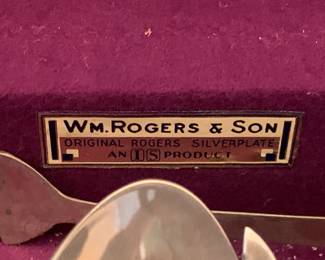 WM. ROGERS & SON
ORIGINAL ROGERS SILVERPLATE
AN IS PRODUCT